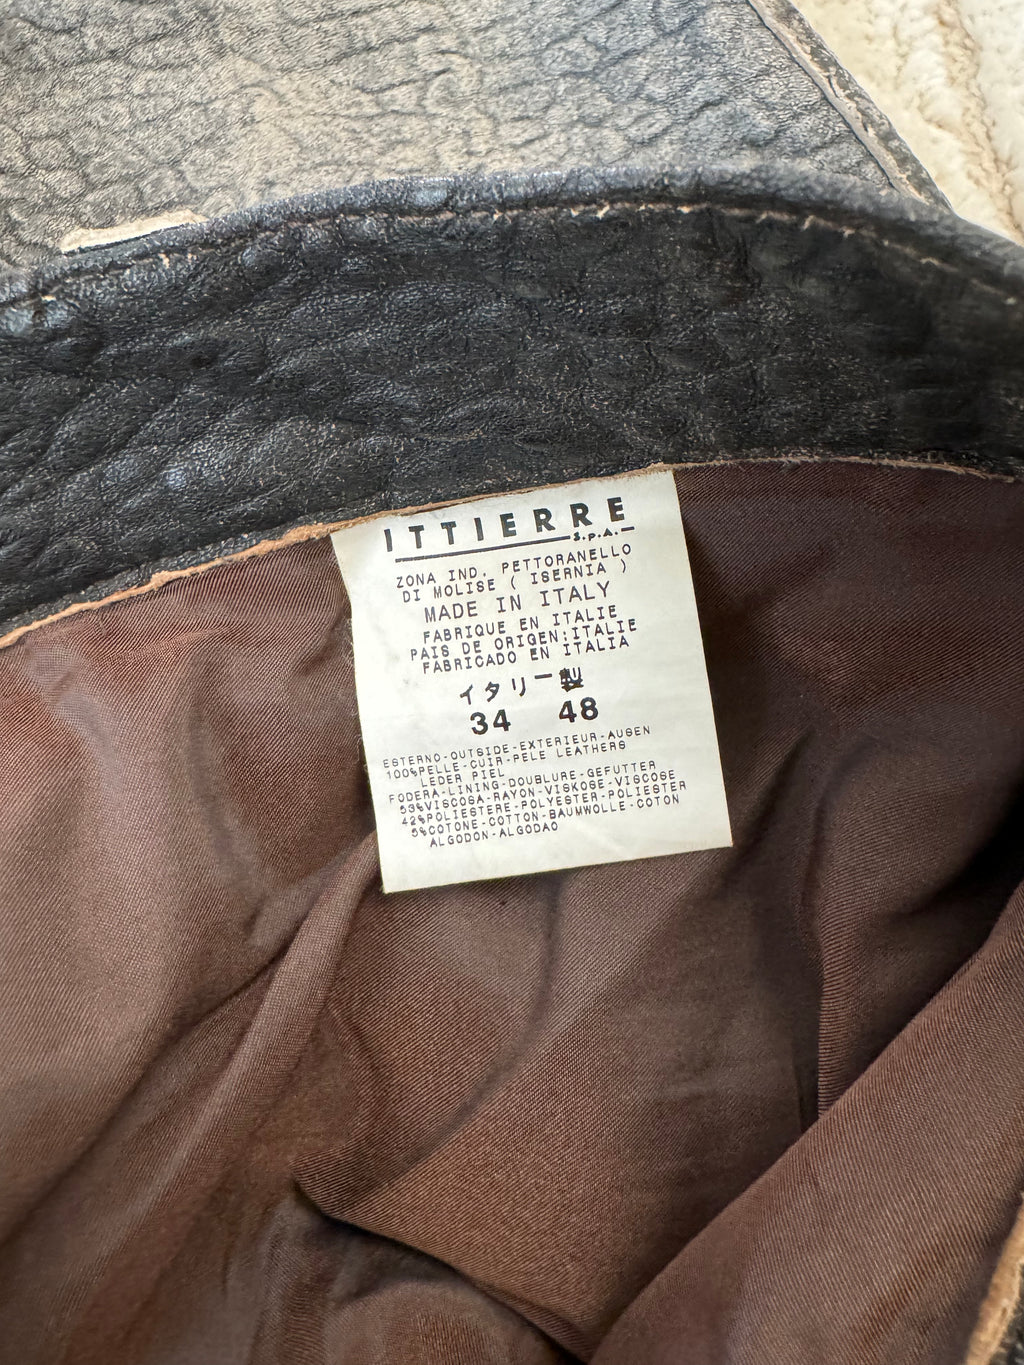 ITTIERRE
S.p.A.
ZONA IND. PETTORANELLO
DI MOLISE ( ISERNIA )
MADE IN ITALY
FABRIQUE EN ITALIE
PAIS DE ORIGEN:ITALIE
FABRICADO EN ITALIA
イタリー製
34 48
ESTERNO-OUTSIDE-EXTERIEUR-AUSEN
100%PELLE-CUIR-PELE LEATHERS
LEDER PIEL
FODERA-LINING-DOUBLURE-GEFUTTER
53%VISCOSA-RAYON-VISKOSE-VISCOSE
42%POLIESTERE-POLYESTER-POLIESTER
5%COTONE-COTTON-BAUMWOLLE-COTON
ALGODON-ALGODAO